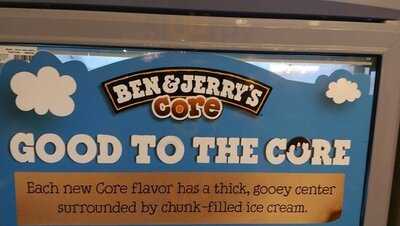 BEN & JERRY'S
core
GOOD TO THE CORE
Each new Core flavor has a thick, gooey center
surrounded by chunk-filled ice cream.